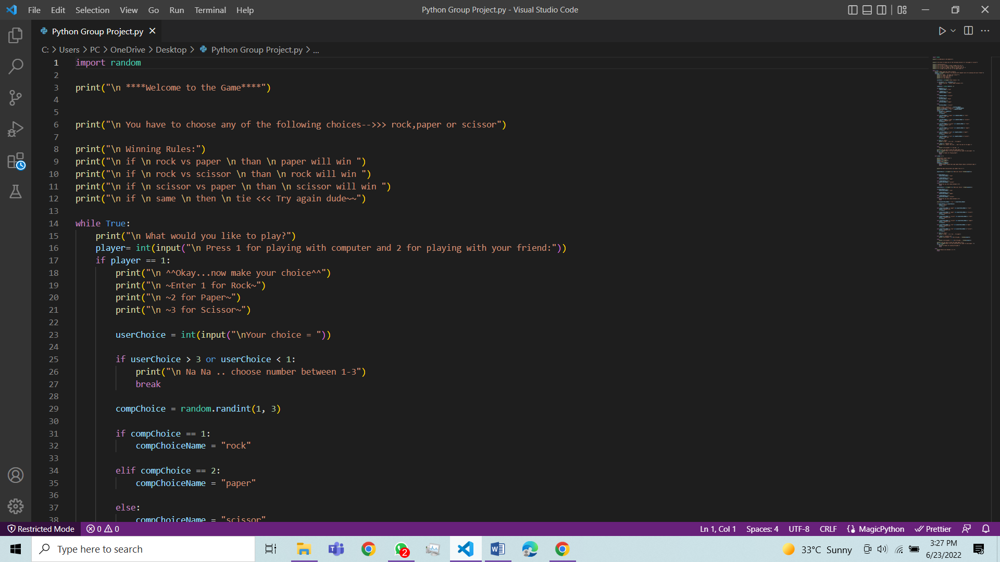 File Edit Selection View Go Run Terminal Help
Python Group Project.py - Visual Studio Code
Python Group Project.py
C: > Users > PC > OneDrive > Desktop > Python Group Project.py > ...
1 import random
2
3 print("\n ****Welcome to the Game****")
4
5
6 print("\n You have to choose any of the following choices-->>> rock,paper or scissor")
7
8 print("\n Winning Rules:")
9 print("\n if \n rock vs paper \n than \n paper will win ")
10 print("\n if \n rock vs scissor \n than \n rock will win ")
11 print("\n if \n scissor vs paper \n than \n scissor will win ")
12 print("\n if \n same \n then \n tie <<< Try again dude~~")
13
14 while True:
15     print("\n What would you like to play?")
16     player= int(input("\n Press 1 for playing with computer and 2 for playing with your friend:"))
17     if player == 1:
18         print("\n ^^Okay...now make your choice^^")
19         print("\n ~Enter 1 for Rock~")
20         print("\n ~2 for Paper~")
21         print("\n ~3 for Scissor~")
22
23         userChoice = int(input("\nYour choice = "))
24
25         if userChoice > 3 or userChoice < 1:
26             print("\n Na Na .. choose number between 1-3")
27             break
28
29         compChoice = random.randint(1, 3)
30
31         if compChoice == 1:
32             compChoiceName = "rock"
33
34         elif compChoice == 2:
35             compChoiceName = "paper"
36
37         else:
38             compChoiceName = "scissor"
Restricted Mode 0 0 Ln 1, Col 1 Spaces: 4 UTF-8 CRLF MagicPython Prettier
Type here to search
2
33°C Sunny
3:27 PM
6/23/2022
3